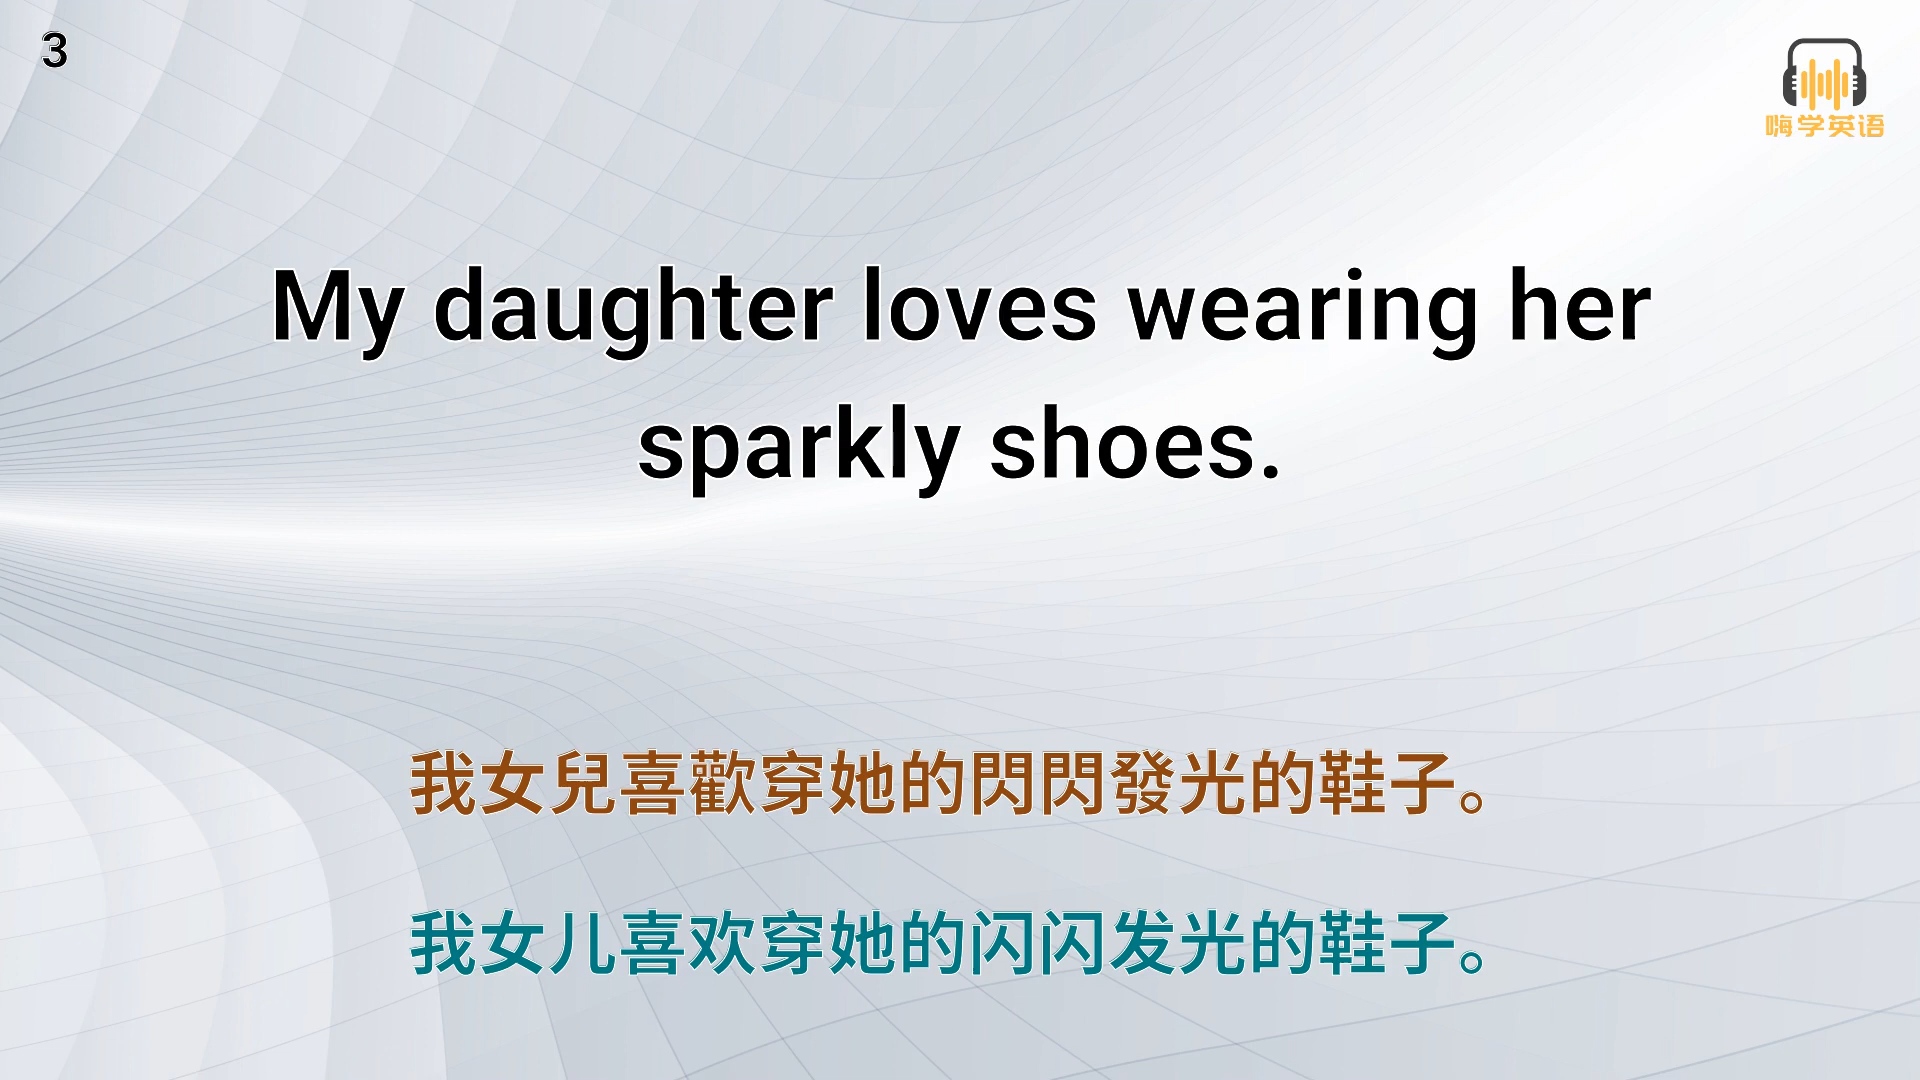 3
嗨学英语
My daughter loves wearing her
sparkly shoes.
我女兒喜歡穿她的閃閃發光的鞋子。
我女儿喜欢穿她的闪闪发光的鞋子。